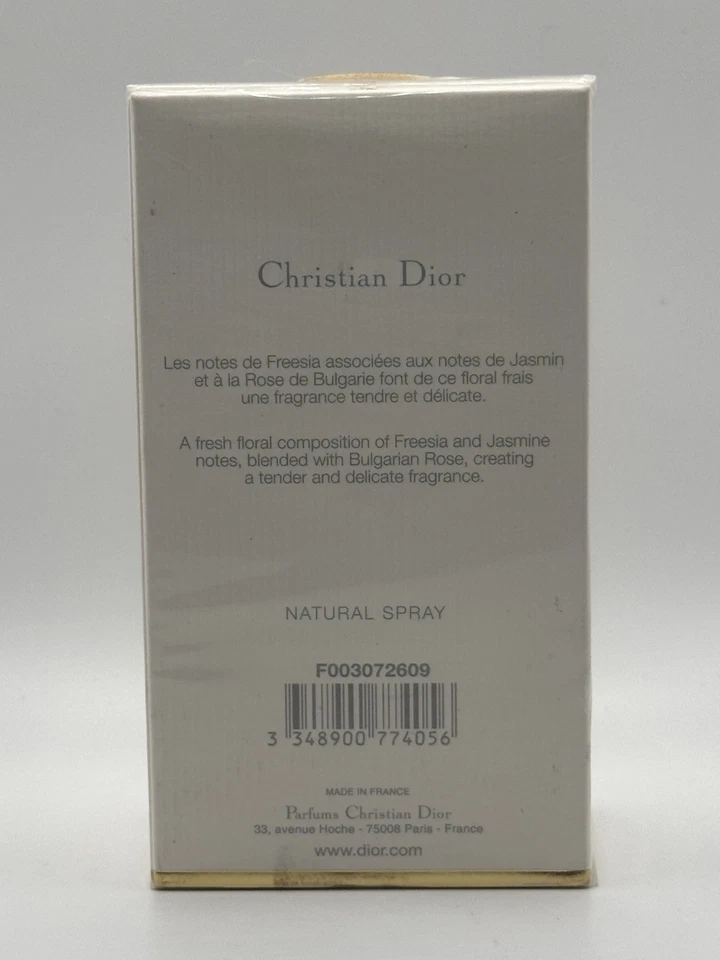 Christian Dior
Les notes de Freesia associées aux notes de Jasmin
et à la Rose de Bulgarie font de ce floral frais
une fragrance tendre et délicate.
A fresh floral composition of Freesia and Jasmine
notes, blended with Bulgarian Rose, creating
a tender and delicate fragrance.
NATURAL SPRAY
F003072609
3 348900 774056
MADE IN FRANCE
Parfums Christian Dior
33, avenue Hoche - 75008 Paris - France
www.dior.com